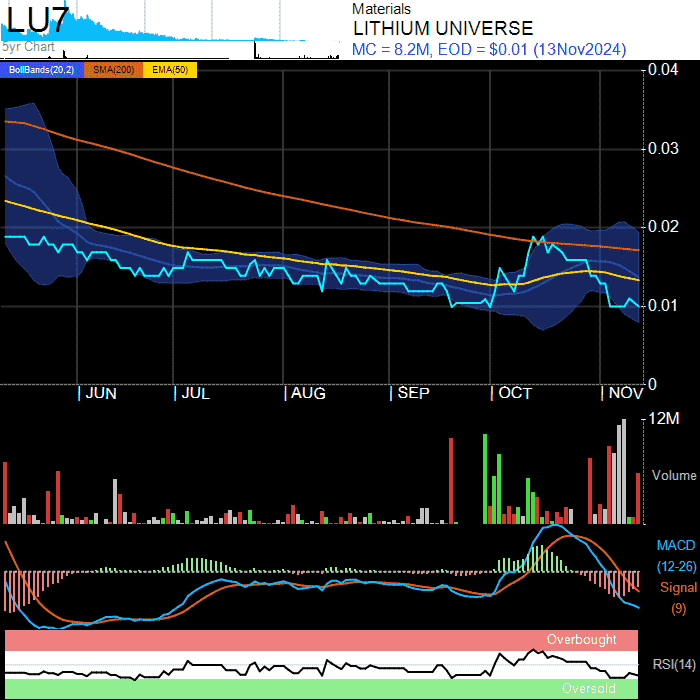 LU7
5yr Chart
Materials
LITHIUM UNIVERSE
MC = 8.2M, EOD = $0.01 (13Nov2024)
BollBands(20,2) SMA(200) EMA(50)
0.04
0.03
0.02
0.01
0
JUN JUL AUG SEP OCT NOV
12M
Volume
MACD
(12-26)
Signal
(9)
Overbought
RSI(14)
Oversold